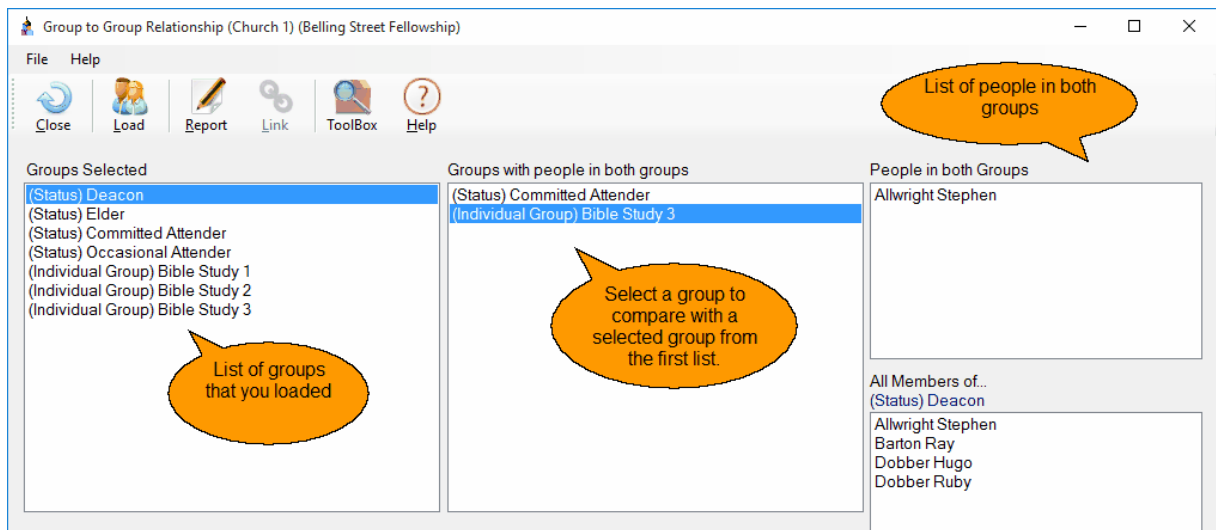 Group to Group Relationship (Church 1) (Belling Street Fellowship)
File Help
Close Load Report Link ToolBox Help
List of people in both
groups
Groups Selected
(Status) Deacon
(Status) Elder
(Status) Committed Attender
(Status) Occasional Attender
(Individual Group) Bible Study 1
(Individual Group) Bible Study 2
(Individual Group) Bible Study 3
List of groups
that you loaded
Groups with people in both groups
(Status) Committed Attender
(Individual Group) Bible Study 3
Select a group to
compare with a
selected group from
the first list.
People in both Groups
Allwright Stephen
All Members of...
(Status) Deacon
Allwright Stephen
Barton Ray
Dobber Hugo
Dobber Ruby